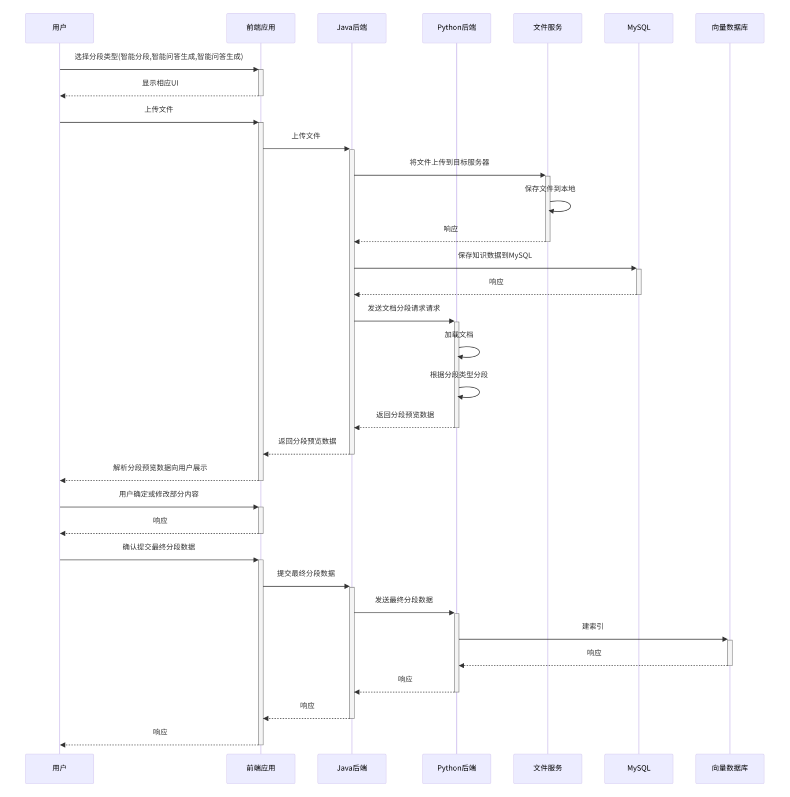 用户 前端应用 Java后端 Python后端 文件服务 MySQL 向量数据库
选择分段类型(智能分段,智能问答生成,智能问答生成)
显示相应UI
上传文件
上传文件
将文件上传到目标服务器
保存文件到本地
响应
保存知识数据到MySQL
响应
发送文档分段请求请求
加载文档
根据分段类型分段
返回分段预览数据
返回分段预览数据
解析分段预览数据向用户展示
用户确定或修改部分内容
响应
确认提交最终分段数据
提交最终分段数据
发送最终分段数据
建索引
响应
响应
响应
响应
用户 前端应用 Java后端 Python后端 文件服务 MySQL 向量数据库